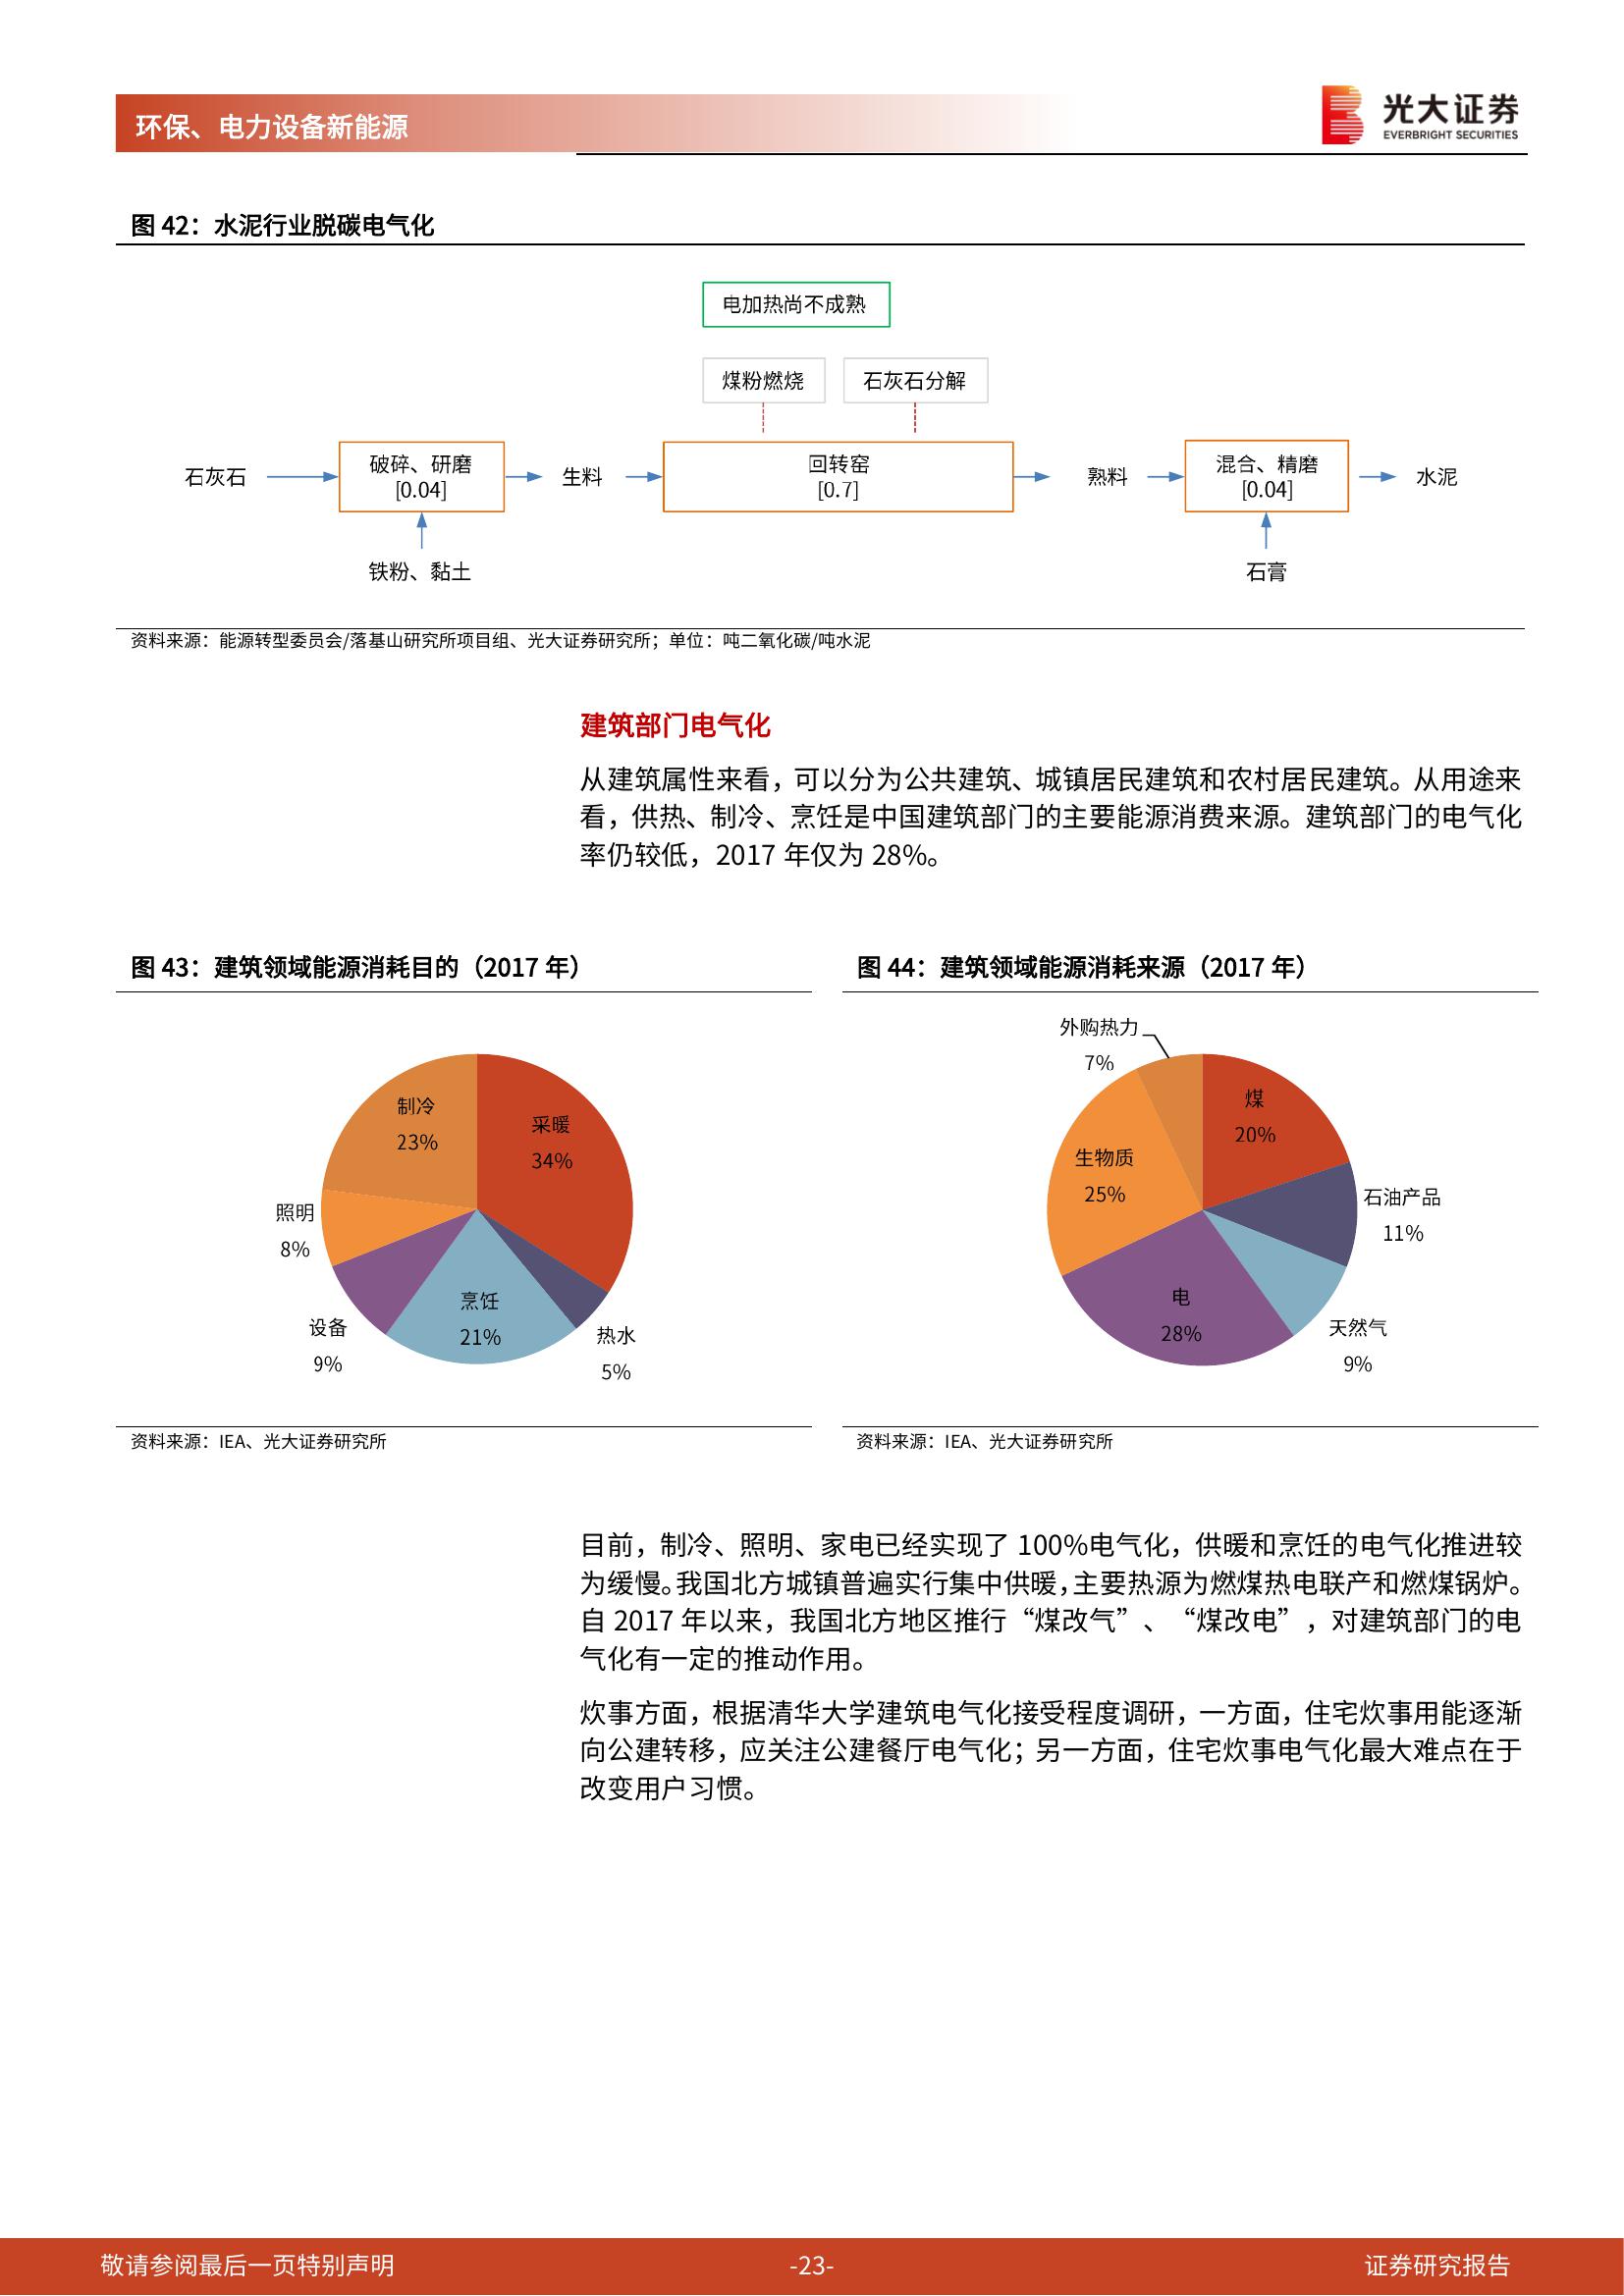 环保、电力设备新能源
光大证券
EVERBRIGHT SECURITIES
图 42：水泥行业脱碳电气化
电加热尚不成熟
煤粉燃烧
石灰石分解
石灰石
破碎、研磨
[0.04]
生料
回转窑
[0.7]
熟料
混合、精磨
[0.04]
水泥
铁粉、黏土
石膏
资料来源：能源转型委员会/落基山研究所项目组、光大证券研究所；单位：吨二氧化碳/吨水泥
建筑部门电气化
从建筑属性来看，可以分为公共建筑、城镇居民建筑和农村居民建筑。从用途来
看，供热、制冷、烹饪是中国建筑部门的主要能源消费来源。建筑部门的电气化
率仍较低，2017 年仅为 28%。
图 43：建筑领域能源消耗目的（2017 年）
制冷
23%
采暖
34%
照明
8%
设备
9%
烹饪
21%
热水
5%
资料来源：IEA、光大证券研究所
图 44：建筑领域能源消耗来源（2017 年）
外购热力
7%
煤
20%
生物质
25%
石油产品
11%
电
28%
天然气
9%
资料来源：IEA、光大证券研究所
目前，制冷、照明、家电已经实现了 100%电气化，供暖和烹饪的电气化推进较
为缓慢。我国北方城镇普遍实行集中供暖，主要热源为燃煤热电联产和燃煤锅炉。
自 2017 年以来，我国北方地区推行“煤改气”、“煤改电”，对建筑部门的电
气化有一定的推动作用。
炊事方面，根据清华大学建筑电气化接受程度调研，一方面，住宅炊事用能逐渐
向公建转移，应关注公建餐厅电气化；另一方面，住宅炊事电气化最大难点在于
改变用户习惯。
敬请参阅最后一页特别声明
-23-
证券研究报告